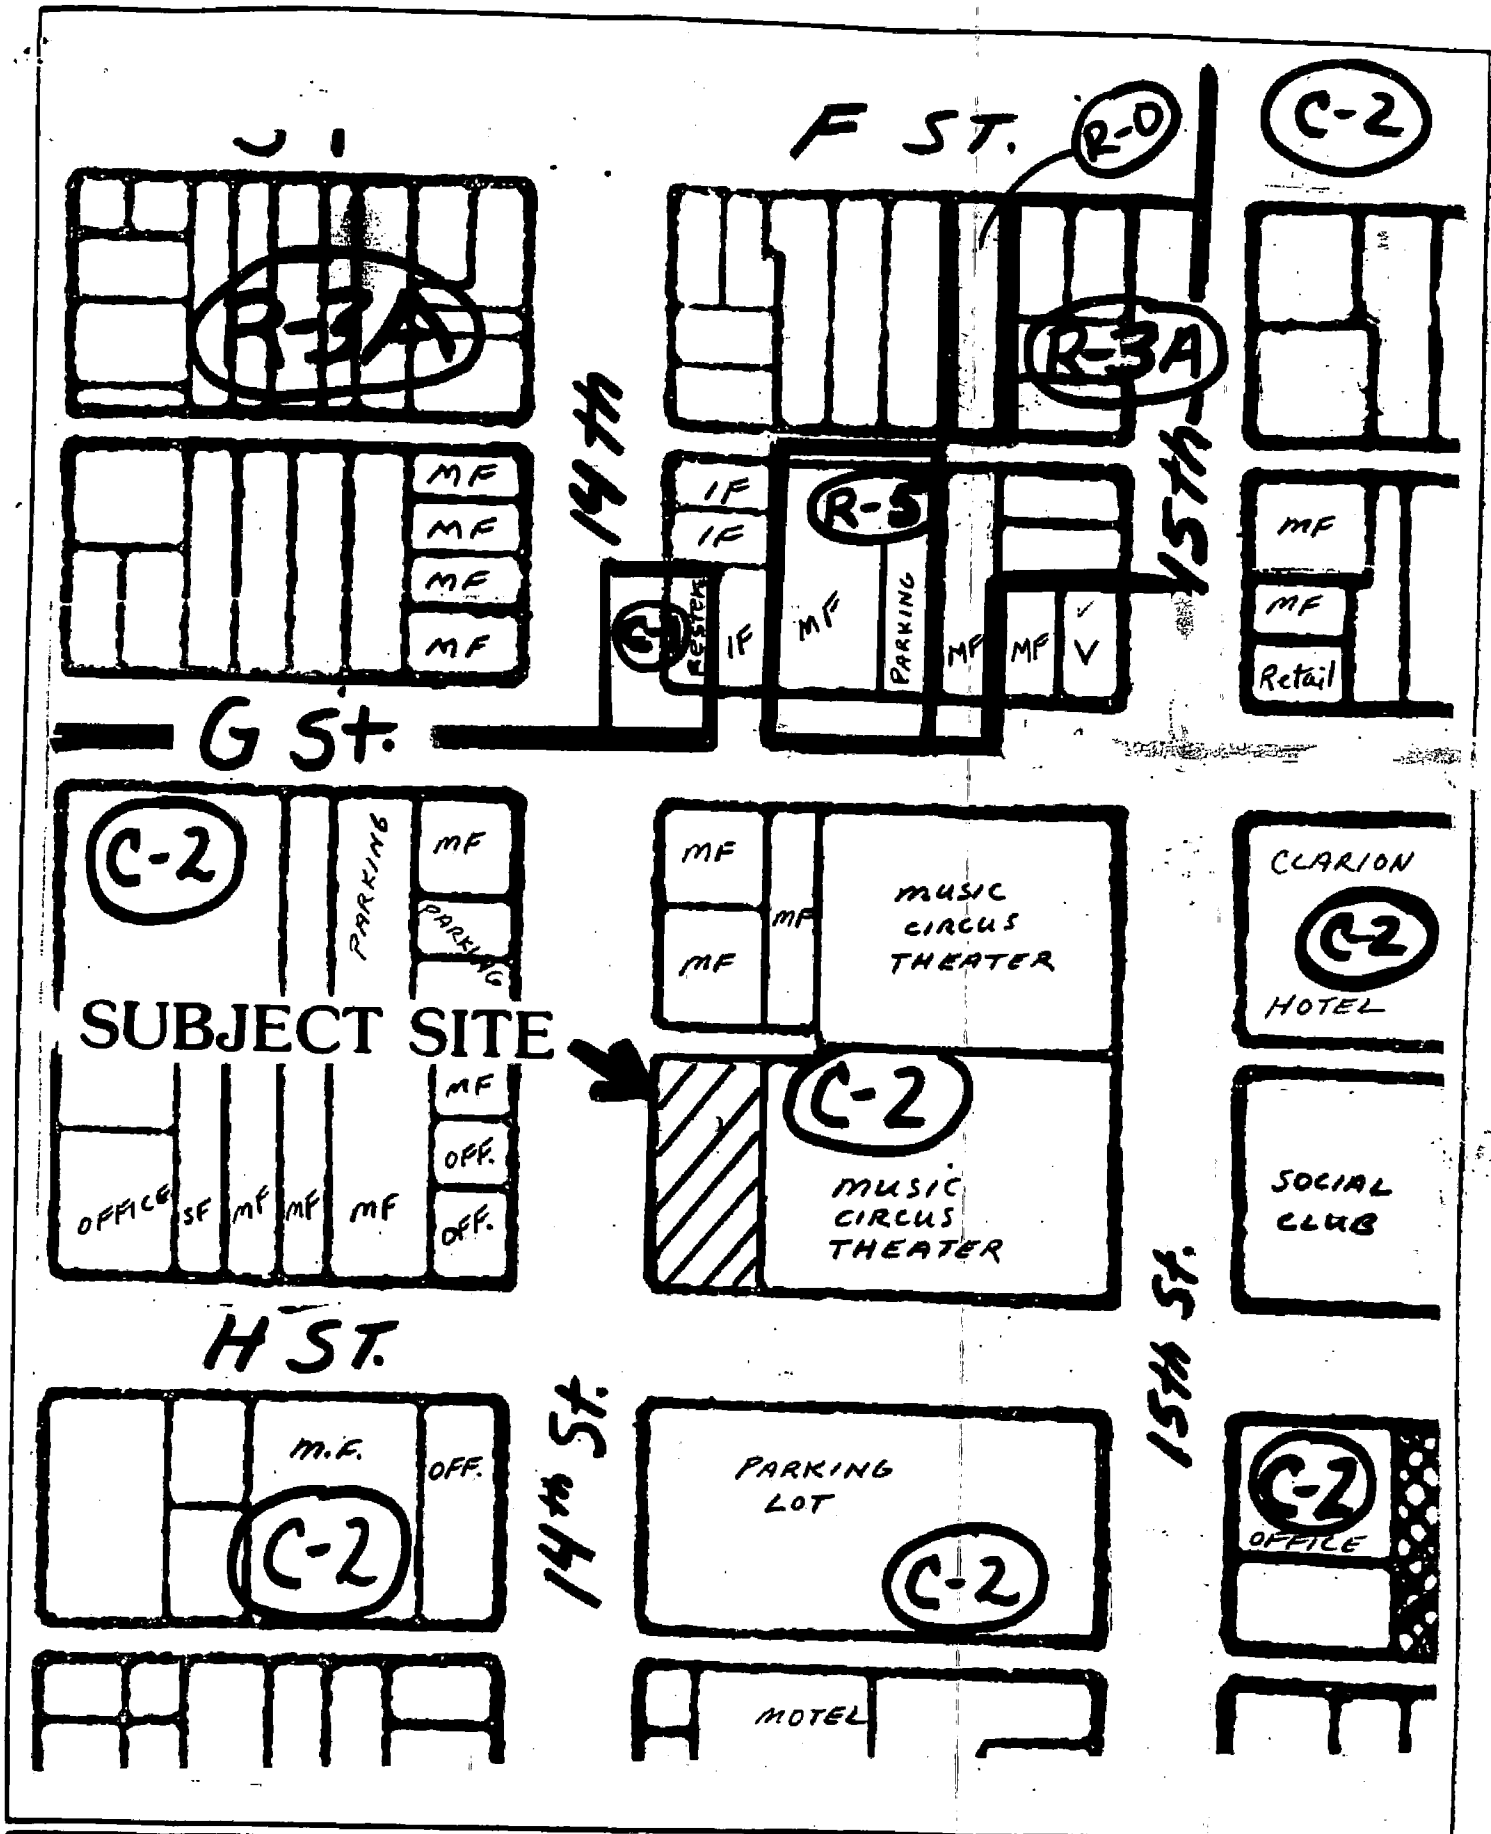 F ST.
R-O
C-2
R-3A
R-3A
14th
15th
MF
MF
MF
MF
1F
1F
R-5
RESTER
1F
MF
PARKING
MF
MF
V
MF
MF
Retail
G St.
C-2
PARKING
MF
PARKING
MF
MF
MF
MUSIC
CIRCUS
THEATER
CLARION
C-2
HOTEL
SUBJECT SITE
MF
OFF.
OFF.
OFFICE
SF
MF
MF
MF
C-2
MUSIC
CIRCUS
THEATER
SOCIAL
CLUB
H ST.
14th St.
15th St.
M.F.
OFF.
C-2
PARKING
LOT
C-2
C-2
OFFICE
MOTEL